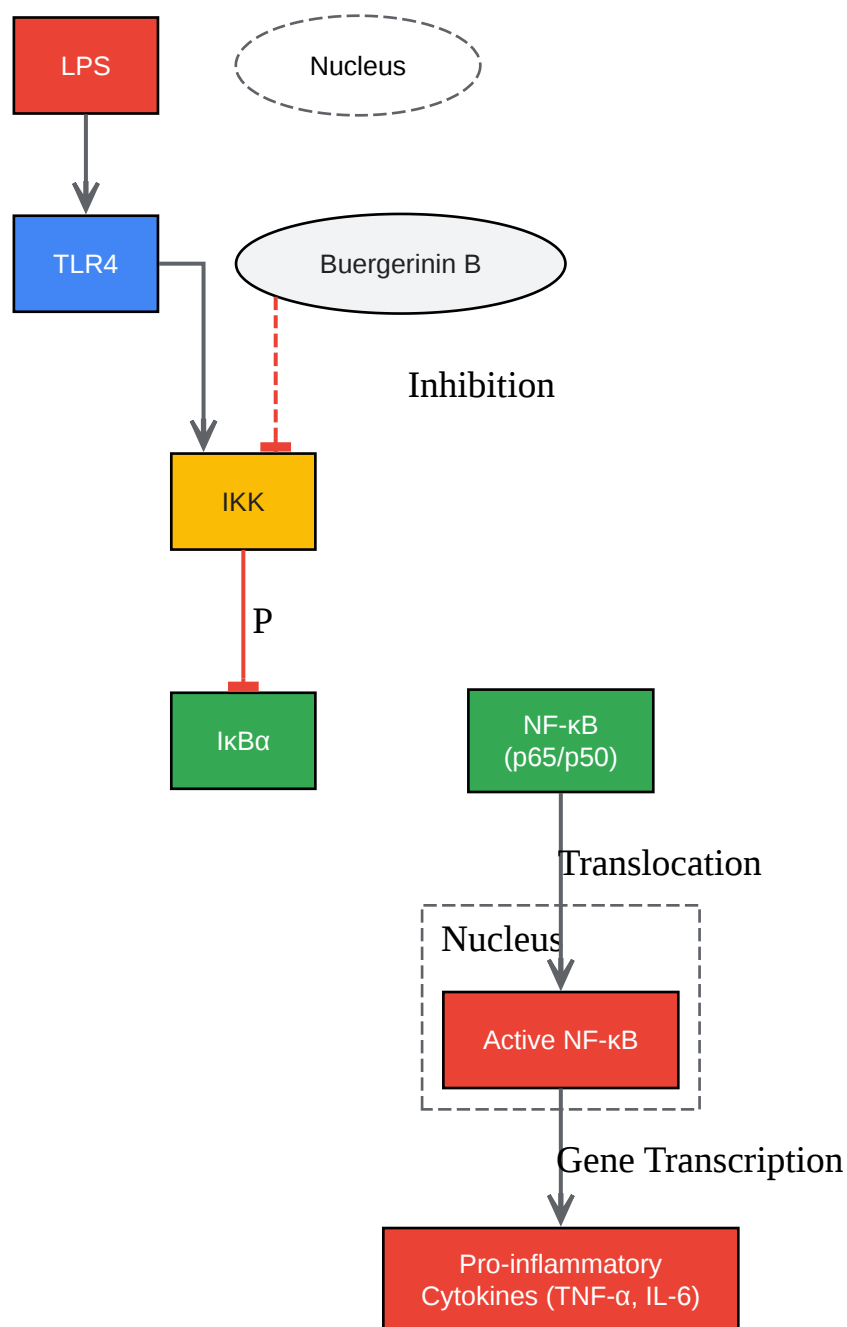 LPS
Nucleus
TLR4
Buergerinin B
Inhibition
IKK
P
IκBα
NF-κB
(p65/p50)
Translocation
Nucleus
Active NF-κB
Gene Transcription
Pro-inflammatory
Cytokines (TNF-α, IL-6)